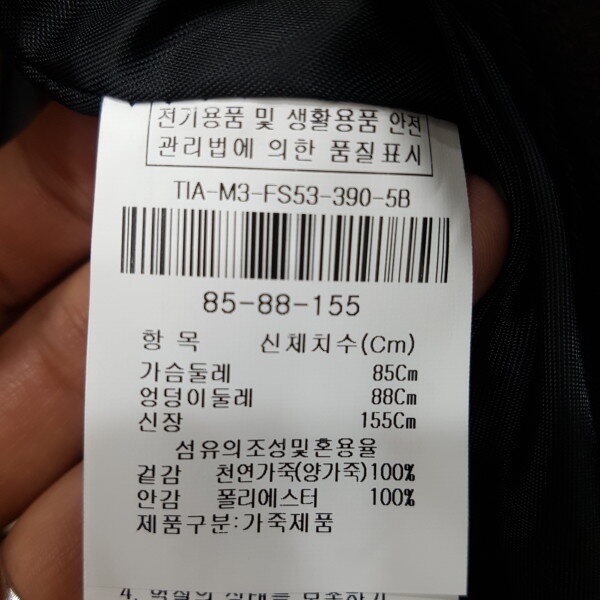 전기용품 및 생활용품 안전
관리법에 의한 품질표시
TIA-M3-FS53-390-5B
85-88-155
항 목 신체치수(Cm)
가슴둘레 85Cm
엉덩이둘레 88Cm
신장 155Cm
섬유의조성및혼용율
겉감 천연가죽(양가죽)100%
안감 폴리에스터 100%
제품구분:가죽제품
4.